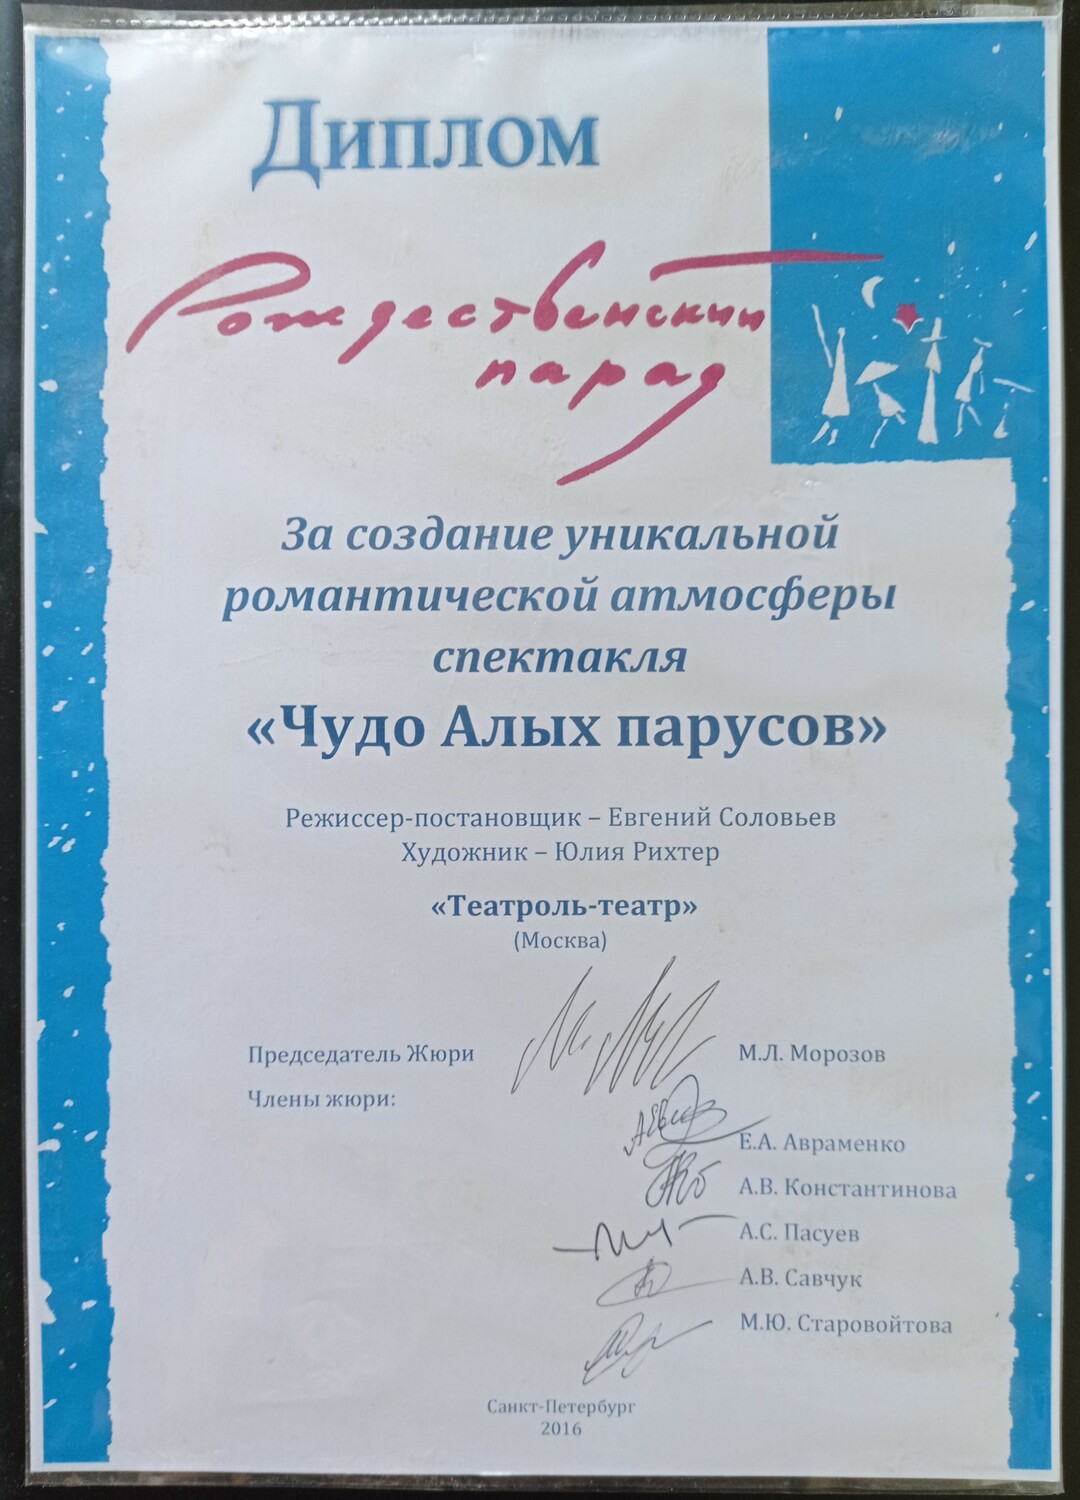 Диплом
Рождественский
парад
За создание уникальной
романтической атмосферы
спектакля
«Чудо Алых парусов»
Режиссер-постановщик – Евгений Соловьев
Художник – Юлия Рихтер
«Театроль-театр»
(Москва)
Председатель Жюри М.Л. Морозов
Члены жюри:
Е.А. Авраменко
А.В. Константинова
А.С. Пасуев
А.В. Савчук
М.Ю. Старовойтова
Санкт-Петербург
2016